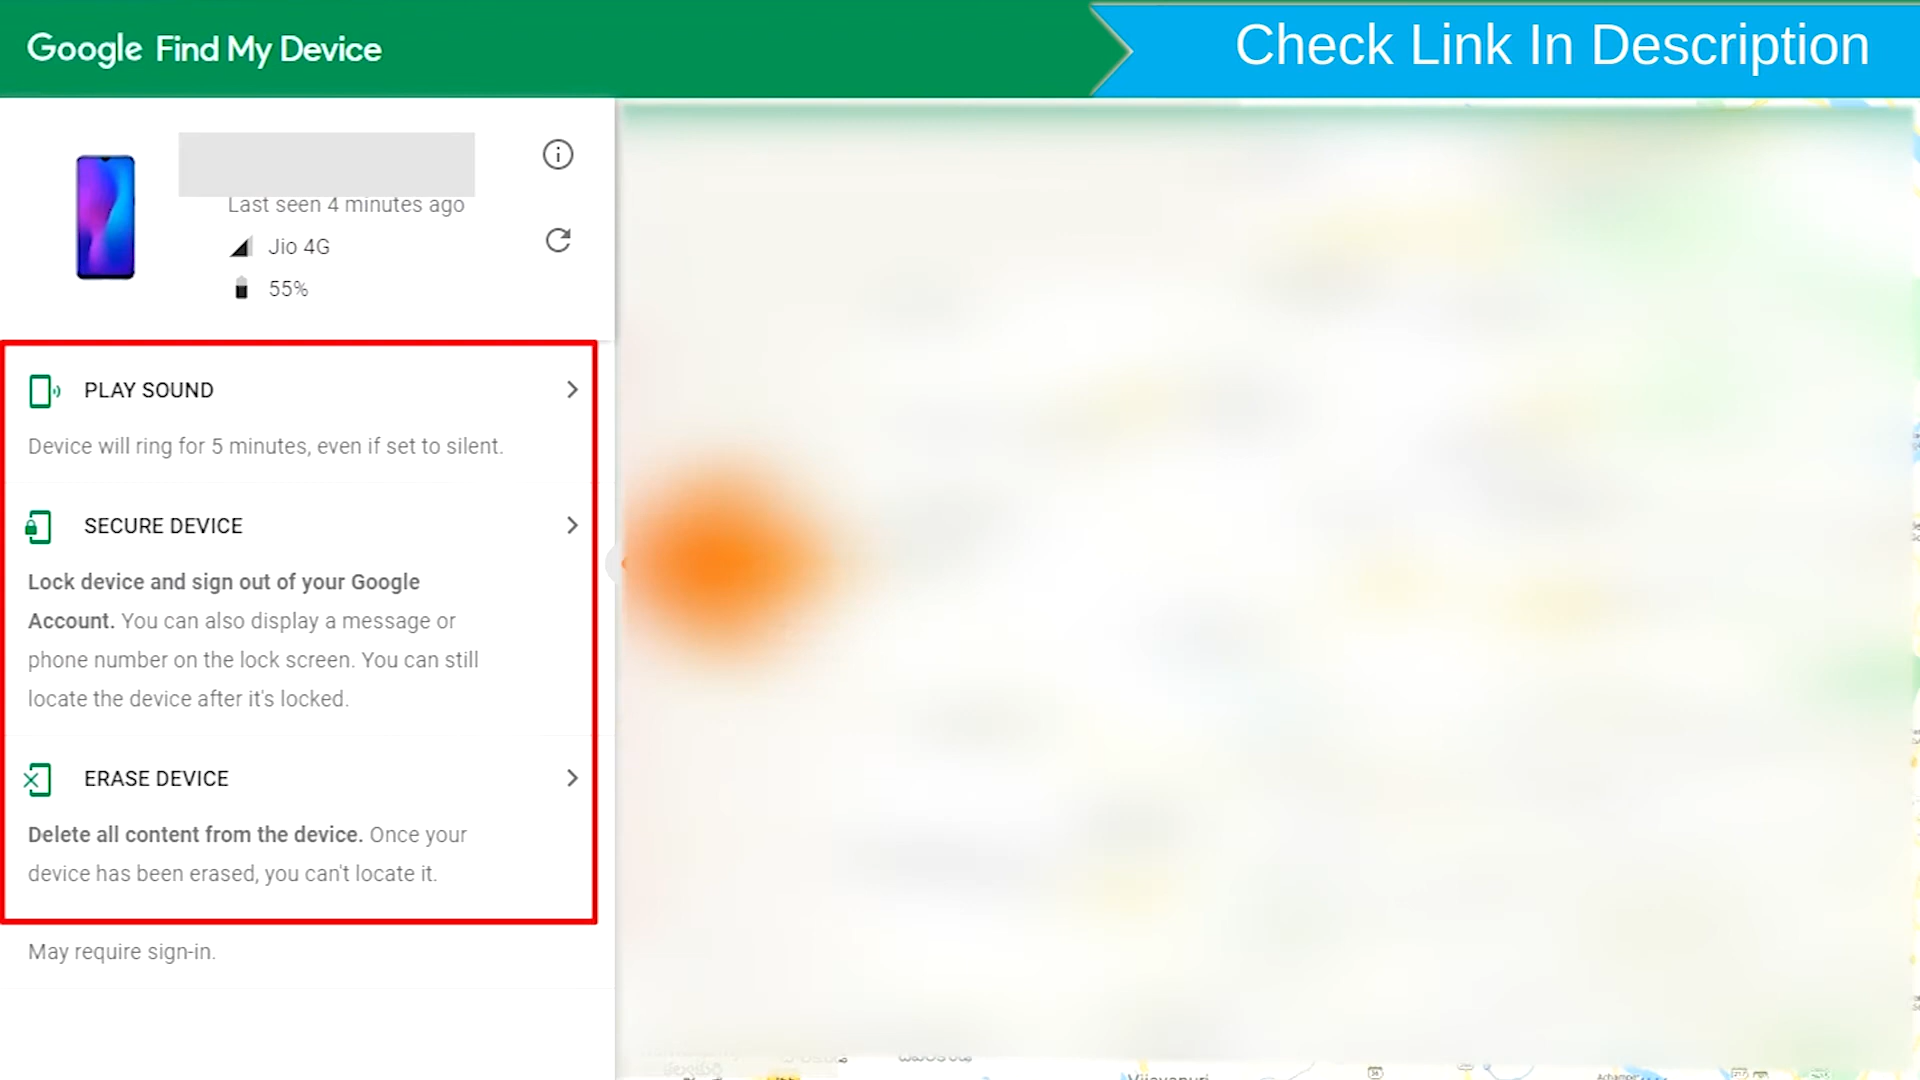 Google Find My Device
Check Link In Description
Last seen 4 minutes ago
Jio 4G
55%
PLAY SOUND
Device will ring for 5 minutes, even if set to silent.
SECURE DEVICE
Lock device and sign out of your Google
Account. You can also display a message or
phone number on the lock screen. You can still
locate the device after it's locked.
ERASE DEVICE
Delete all content from the device. Once your
device has been erased, you can't locate it.
May require sign-in.